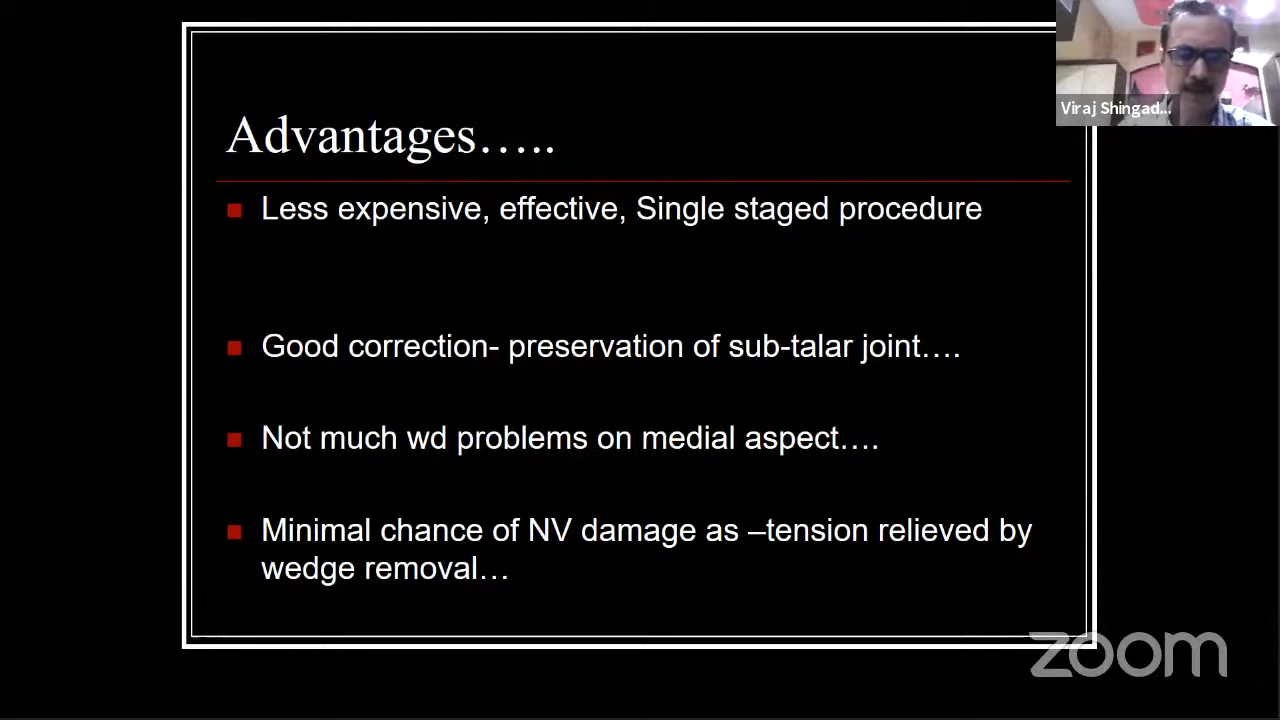 Viraj Shingad...
Advantages…..
Less expensive, effective, Single staged procedure
Good correction- preservation of sub-talar joint….
Not much wd problems on medial aspect….
Minimal chance of NV damage as –tension relieved by
wedge removal…
zoom